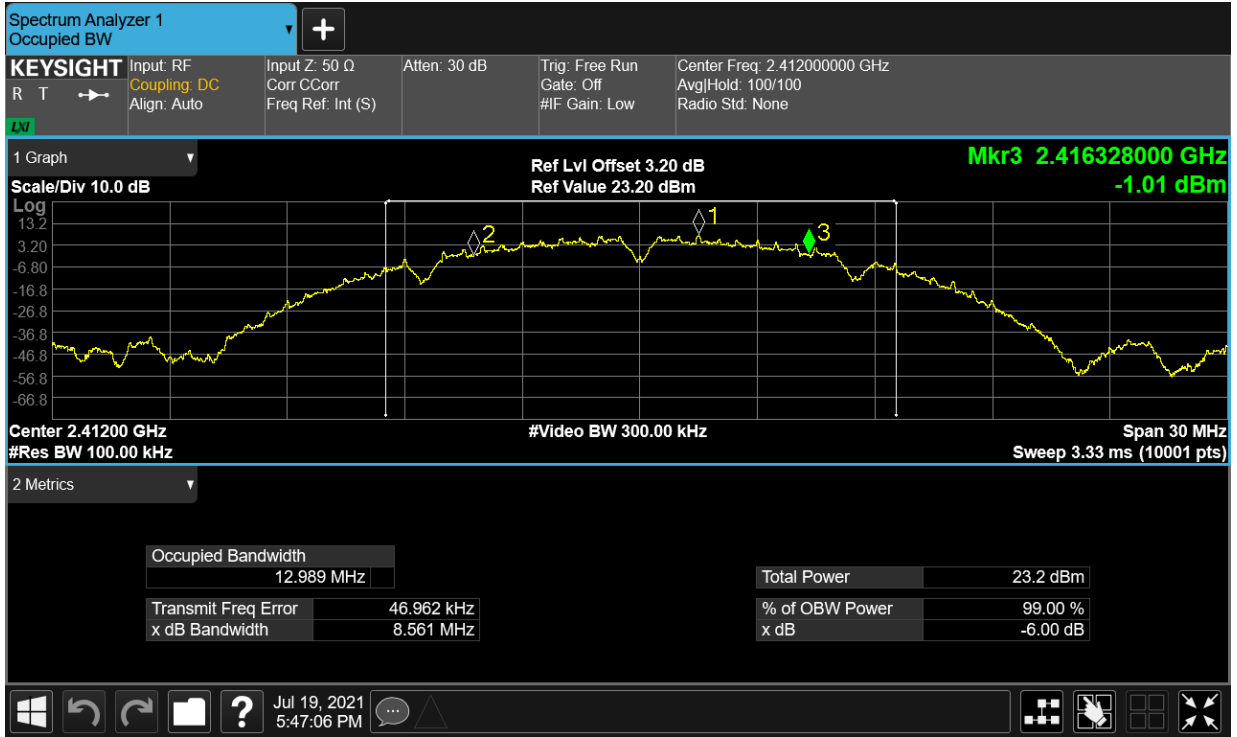 Spectrum Analyzer 1
Occupied BW
KEYSIGHT
R T
LXI
Input: RF
Coupling: DC
Align: Auto
Input Z: 50 Ω
Corr CCorr
Freq Ref: Int (S)
Atten: 30 dB
Trig: Free Run
Gate: Off
#IF Gain: Low
Center Freq: 2.412000000 GHz
Avg|Hold: 100/100
Radio Std: None
1 Graph
Scale/Div 10.0 dB
Ref Lvl Offset 3.20 dB
Ref Value 23.20 dBm
Mkr3 2.416328000 GHz
-1.01 dBm
Log
13.2
3.20
-6.80
-16.8
-26.8
-36.8
-46.8
-56.8
-66.8
2
1
3
Center 2.41200 GHz
#Res BW 100.00 kHz
#Video BW 300.00 kHz
Span 30 MHz
Sweep 3.33 ms (10001 pts)
2 Metrics
Occupied Bandwidth
12.989 MHz
Transmit Freq Error 46.962 kHz
x dB Bandwidth 8.561 MHz
Total Power 23.2 dBm
% of OBW Power 99.00 %
x dB -6.00 dB
?
Jul 19, 2021
5:47:06 PM